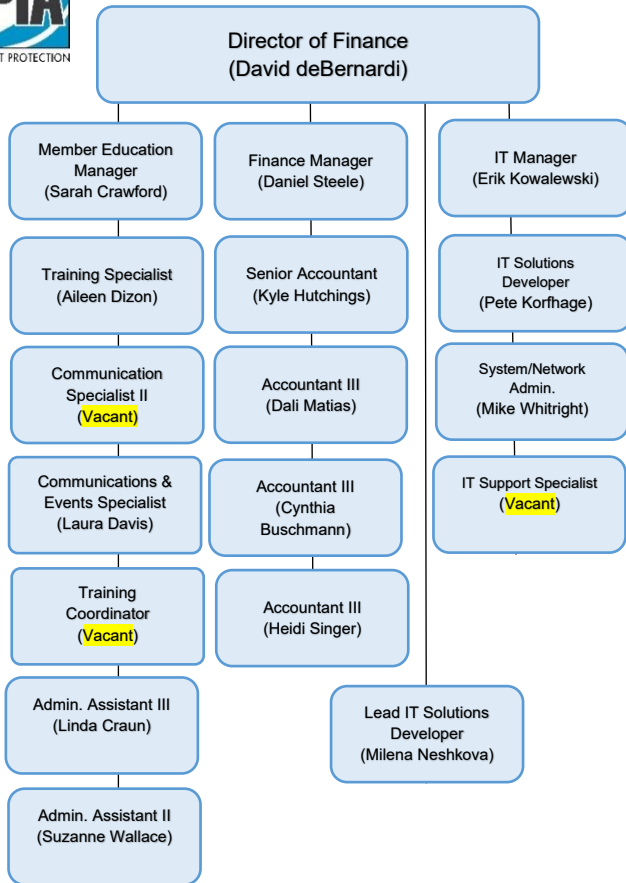 T PROTECTION
Director of Finance
(David deBernardi)
Member Education
Manager
(Sarah Crawford)
Training Specialist
(Aileen Dizon)
Communication
Specialist II
(Vacant)
Communications &
Events Specialist
(Laura Davis)
Training
Coordinator
(Vacant)
Admin. Assistant III
(Linda Craun)
Admin. Assistant II
(Suzanne Wallace)
Finance Manager
(Daniel Steele)
Senior Accountant
(Kyle Hutchings)
Accountant III
(Dali Matias)
Accountant III
(Cynthia
Buschmann)
Accountant III
(Heidi Singer)
Lead IT Solutions
Developer
(Milena Neshkova)
IT Manager
(Erik Kowalewski)
IT Solutions
Developer
(Pete Korfhage)
System/Network
Admin.
(Mike Whitright)
IT Support Specialist
(Vacant)